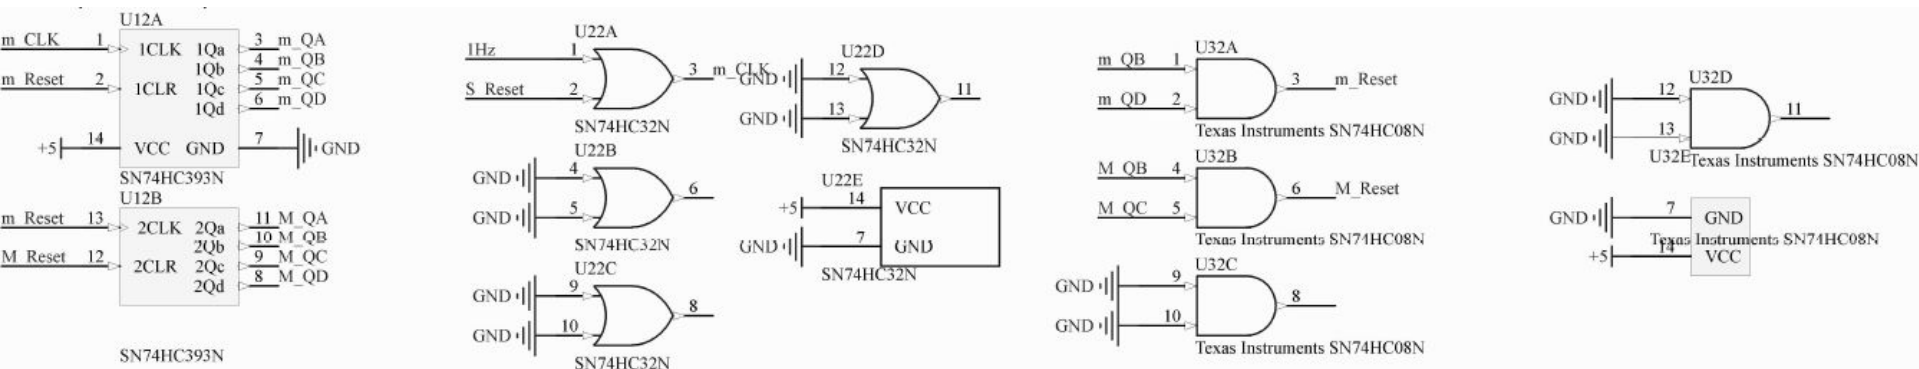 U12A
m_CLK 1 1CLK 1Qa 3 m_QA
1Qb 4 m_QB
m_Reset 2 1CLR 1Qc 5 m_QC
1Qd 6 m_QD
+5 14 VCC GND 7 GND
SN74HC393N
U12B
m_Reset 13 2CLK 2Qa 11 M_QA
2Qb 10 M_QB
M_Reset 12 2CLR 2Qc 9 M_QC
2Qd 8 M_QD
SN74HC393N
U22A
1Hz 1
3 m_CLK
S_Reset 2
SN74HC32N
U22B
GND 4
6
GND 5
SN74HC32N
U22C
GND 9
8
GND 10
SN74HC32N
U22D
GND 12
11
GND 13
SN74HC32N
U22E
+5 14 VCC
GND 7 GND
SN74HC32N
U32A
m_QB 1
3 m_Reset
m_QD 2
Texas Instruments SN74HC08N
U32B
M_QB 4
6 M_Reset
M_QC 5
Texas Instruments SN74HC08N
U32C
GND 9
8
GND 10
Texas Instruments SN74HC08N
U32D
GND 12
11
GND 13
Texas Instruments SN74HC08N
U32E
GND 7 GND
Texas Instruments SN74HC08N
+5 14 VCC